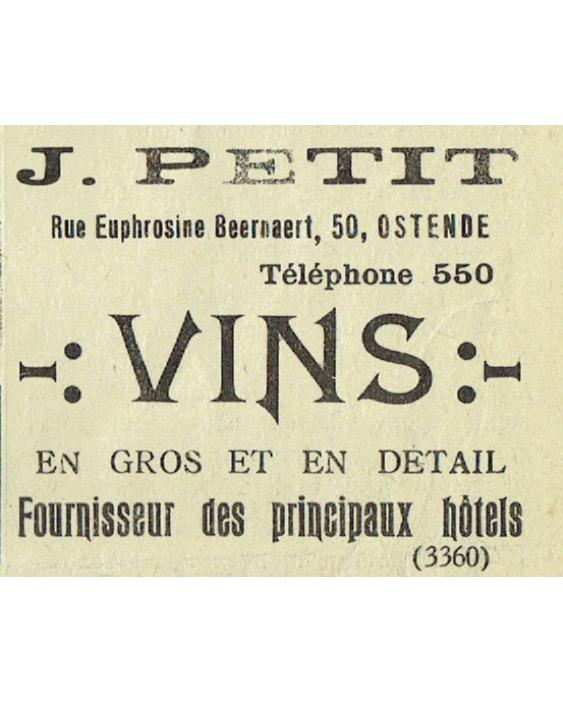 J. PETIT
Rue Euphrosine Beernaert, 50, OSTENDE
Téléphone 550
-: VINS :-
EN GROS ET EN DÉTAIL
Fournisseur des principaux hôtels
(3360)